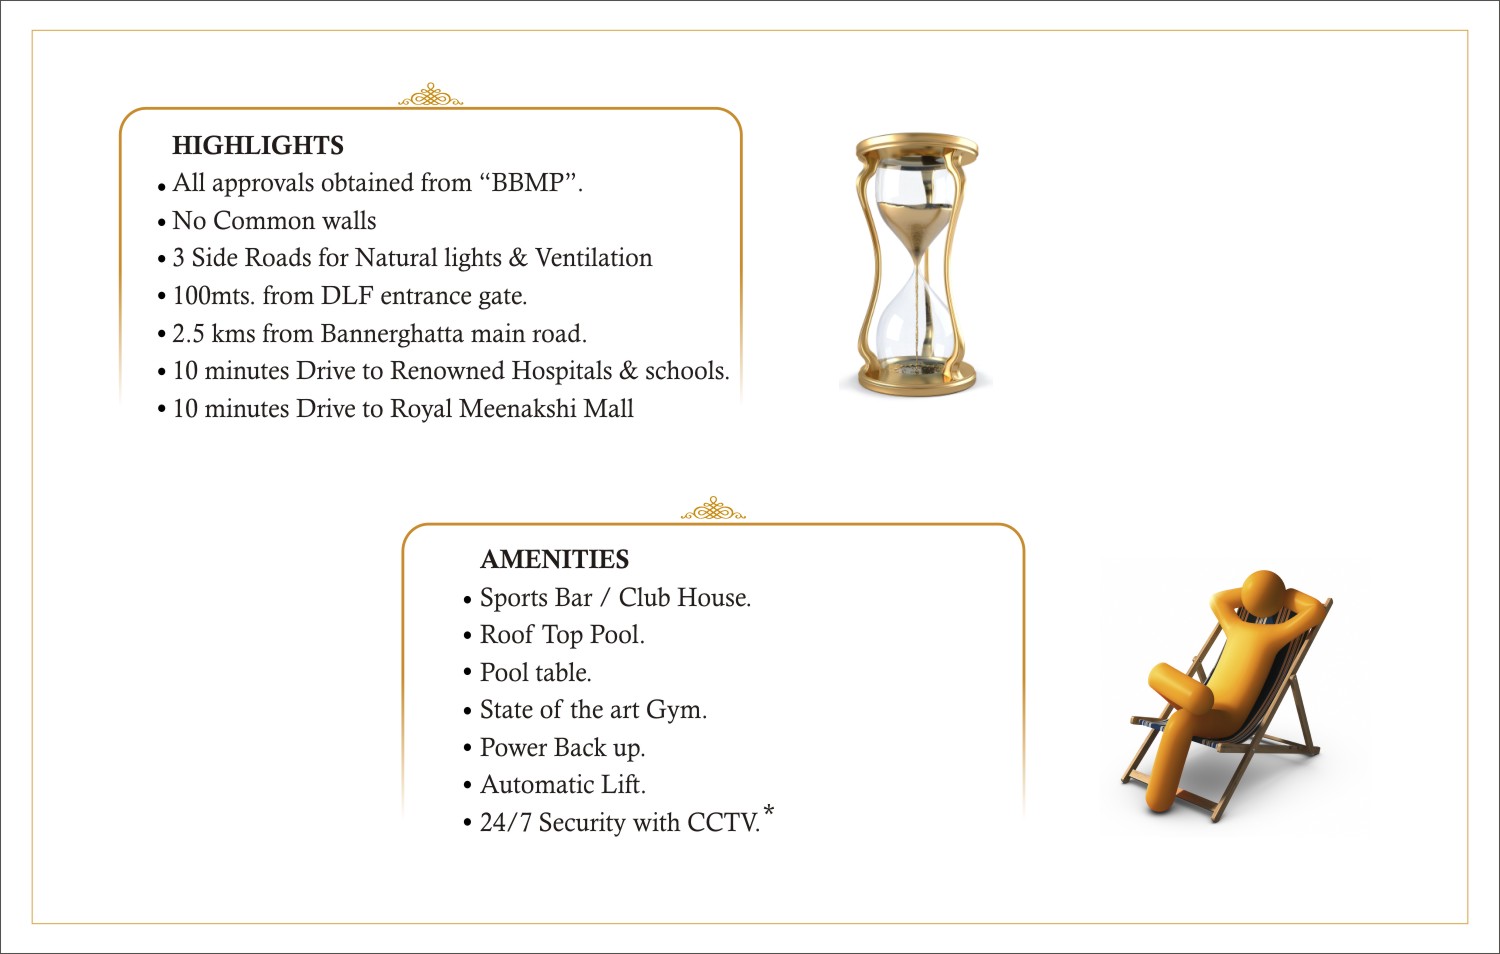 HIGHLIGHTS
• All approvals obtained from “BBMP”.
• No Common walls
• 3 Side Roads for Natural lights & Ventilation
• 100mts. from DLF entrance gate.
• 2.5 kms from Bannerghatta main road.
• 10 minutes Drive to Renowned Hospitals & schools.
• 10 minutes Drive to Royal Meenakshi Mall
AMENITIES
• Sports Bar / Club House.
• Roof Top Pool.
• Pool table.
• State of the art Gym.
• Power Back up.
• Automatic Lift.
• 24/7 Security with CCTV.*